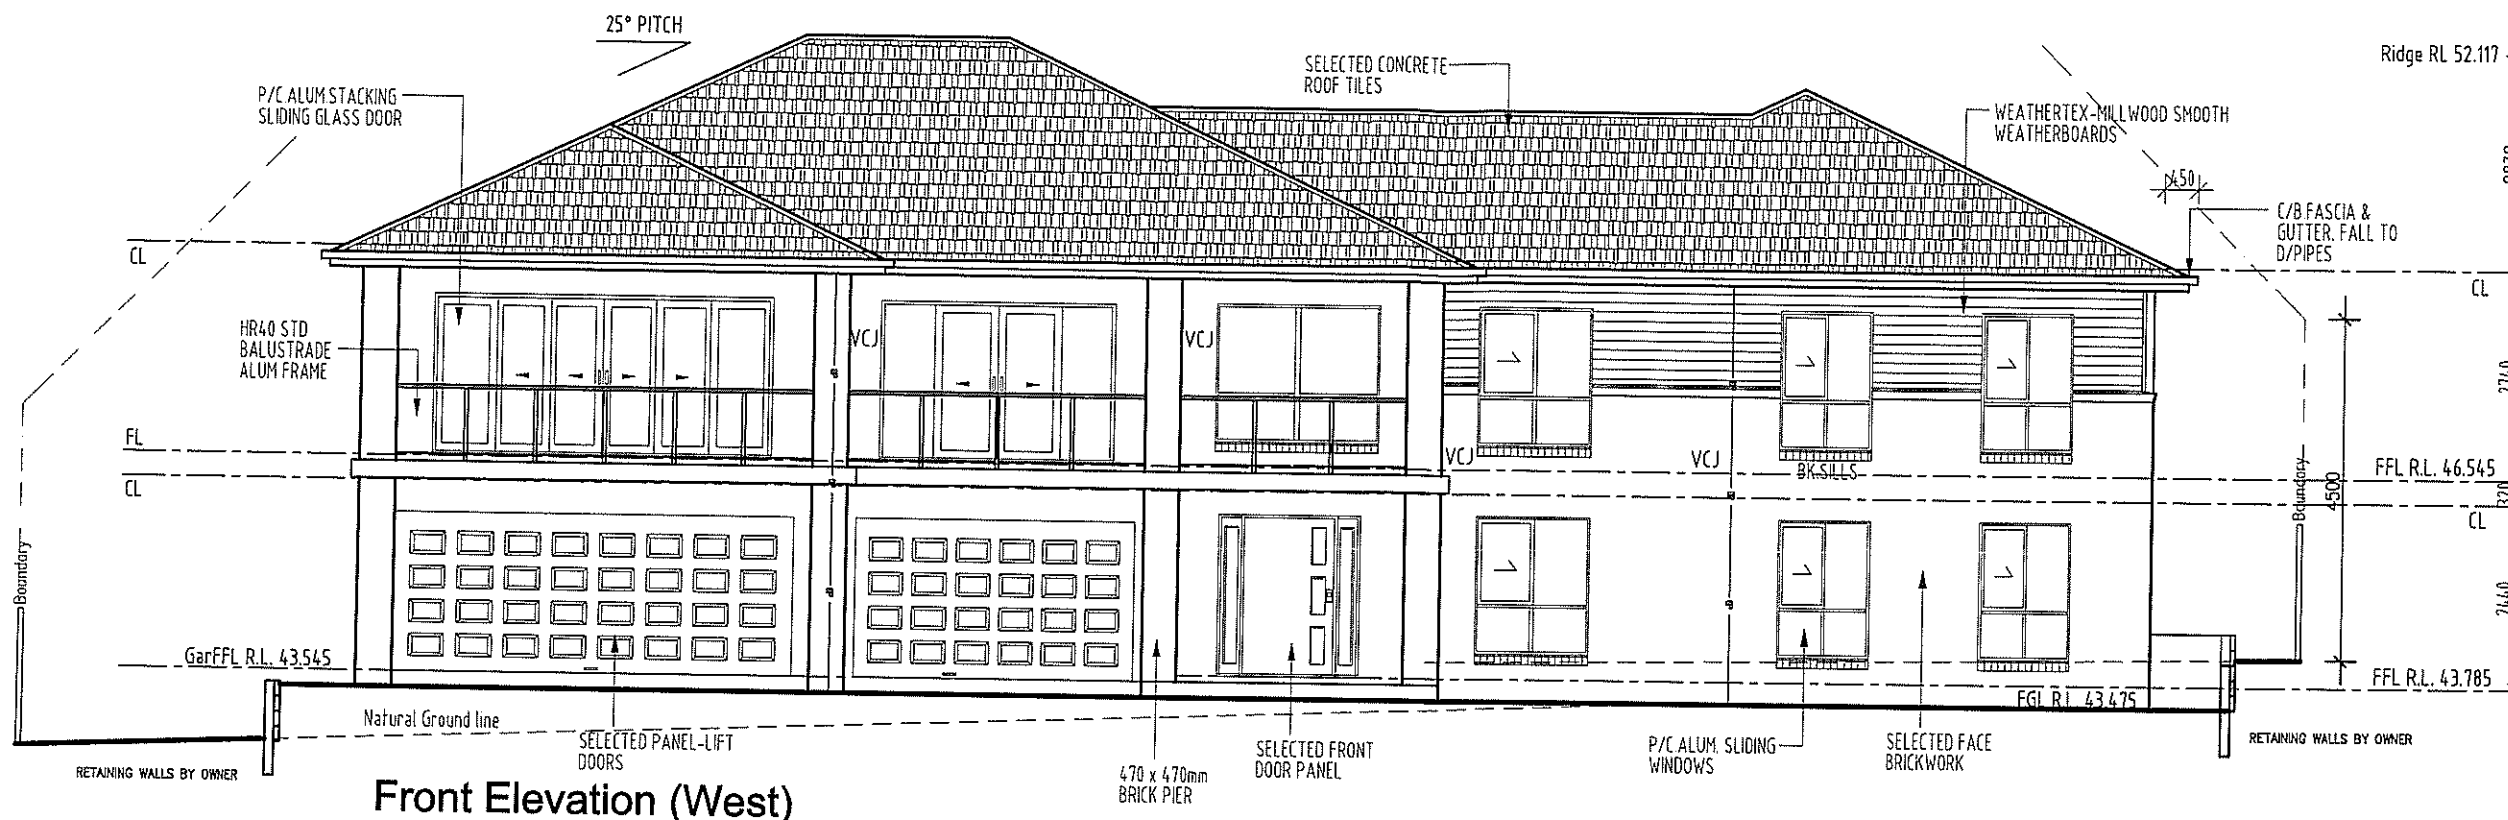 25° PITCH
SELECTED CONCRETE
ROOF TILES
Ridge RL 52.117
P/C ALUM STACKING
SLIDING GLASS DOOR
WEATHERTEX-MILLWOOD SMOOTH
WEATHERBOARDS
450
C/B FASCIA &
GUTTER. FALL TO
D/PIPES
CL
CL
HR40 STD
BALUSTRADE
ALUM FRAME
VCJ
VCJ
2740
FL
VCJ
VCJ
BK.SILLS
FFL R.L. 46.545
CL
4500
320
CL
Boundary
Boundary
2440
GarFFL R.L. 43.545
FFL R.L. 43.785
FGL R.L. 43.475
Natural Ground line
SELECTED PANEL-LIFT
DOORS
SELECTED FRONT
DOOR PANEL
P/C ALUM. SLIDING
WINDOWS
SELECTED FACE
BRICKWORK
RETAINING WALLS BY OWNER
RETAINING WALLS BY OWNER
470 x 470mm
BRICK PIER
Front Elevation (West)